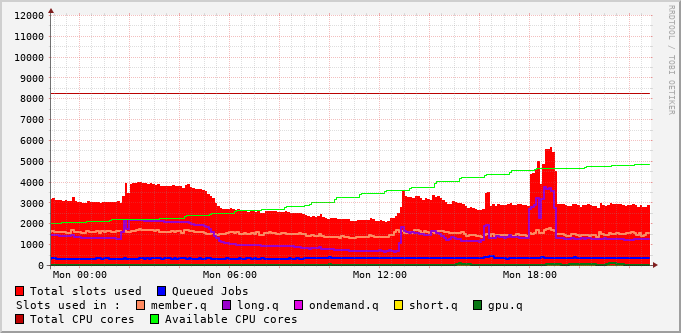 12000
11000
10000
9000
8000
7000
6000
5000
4000
3000
2000
1000
0
Mon 00:00 Mon 06:00 Mon 12:00 Mon 18:00
Total slots used Queued Jobs
Slots used in : member.q long.q ondemand.q short.q gpu.q
Total CPU cores Available CPU cores
RRDTOOL / TOBI OETIKER